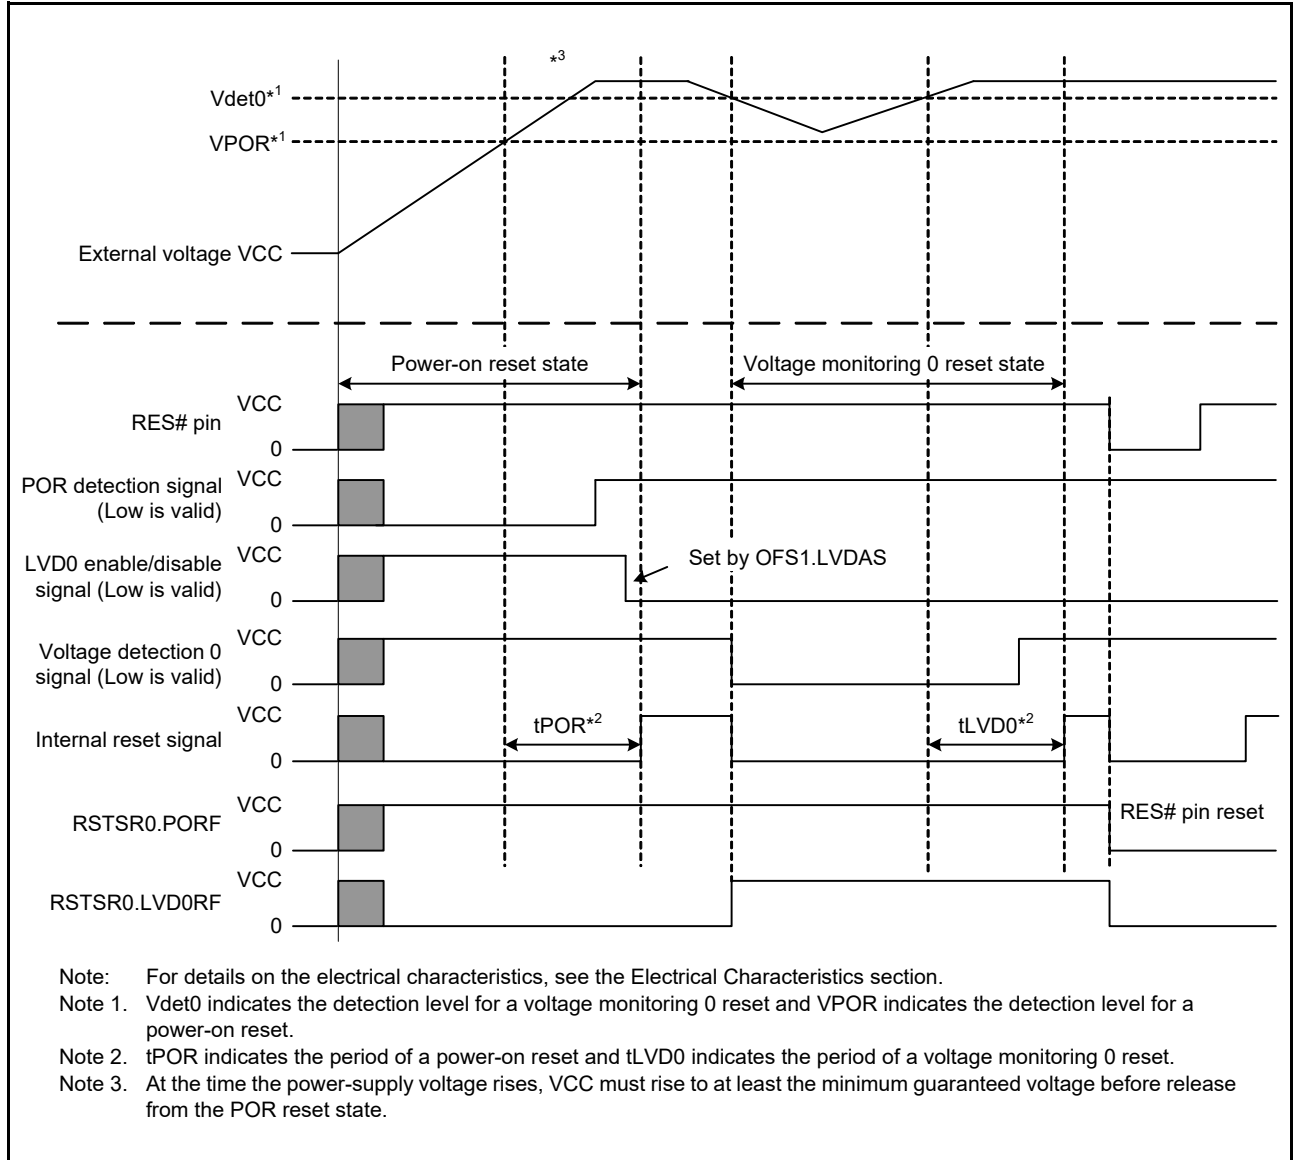 *3
Vdet0*1
VPOR*1
External voltage VCC
Power-on reset state
Voltage monitoring 0 reset state
RES# pin
VCC
0
POR detection signal
(Low is valid)
VCC
0
LVD0 enable/disable
signal (Low is valid)
VCC
0
Set by OFS1.LVDAS
Voltage detection 0
signal (Low is valid)
VCC
0
Internal reset signal
VCC
0
tPOR*2
tLVD0*2
RSTSR0.PORF
VCC
0
RES# pin reset
RSTSR0.LVD0RF
VCC
0
Note: For details on the electrical characteristics, see the Electrical Characteristics section.
Note 1. Vdet0 indicates the detection level for a voltage monitoring 0 reset and VPOR indicates the detection level for a
power-on reset.
Note 2. tPOR indicates the period of a power-on reset and tLVD0 indicates the period of a voltage monitoring 0 reset.
Note 3. At the time the power-supply voltage rises, VCC must rise to at least the minimum guaranteed voltage before release
from the POR reset state.